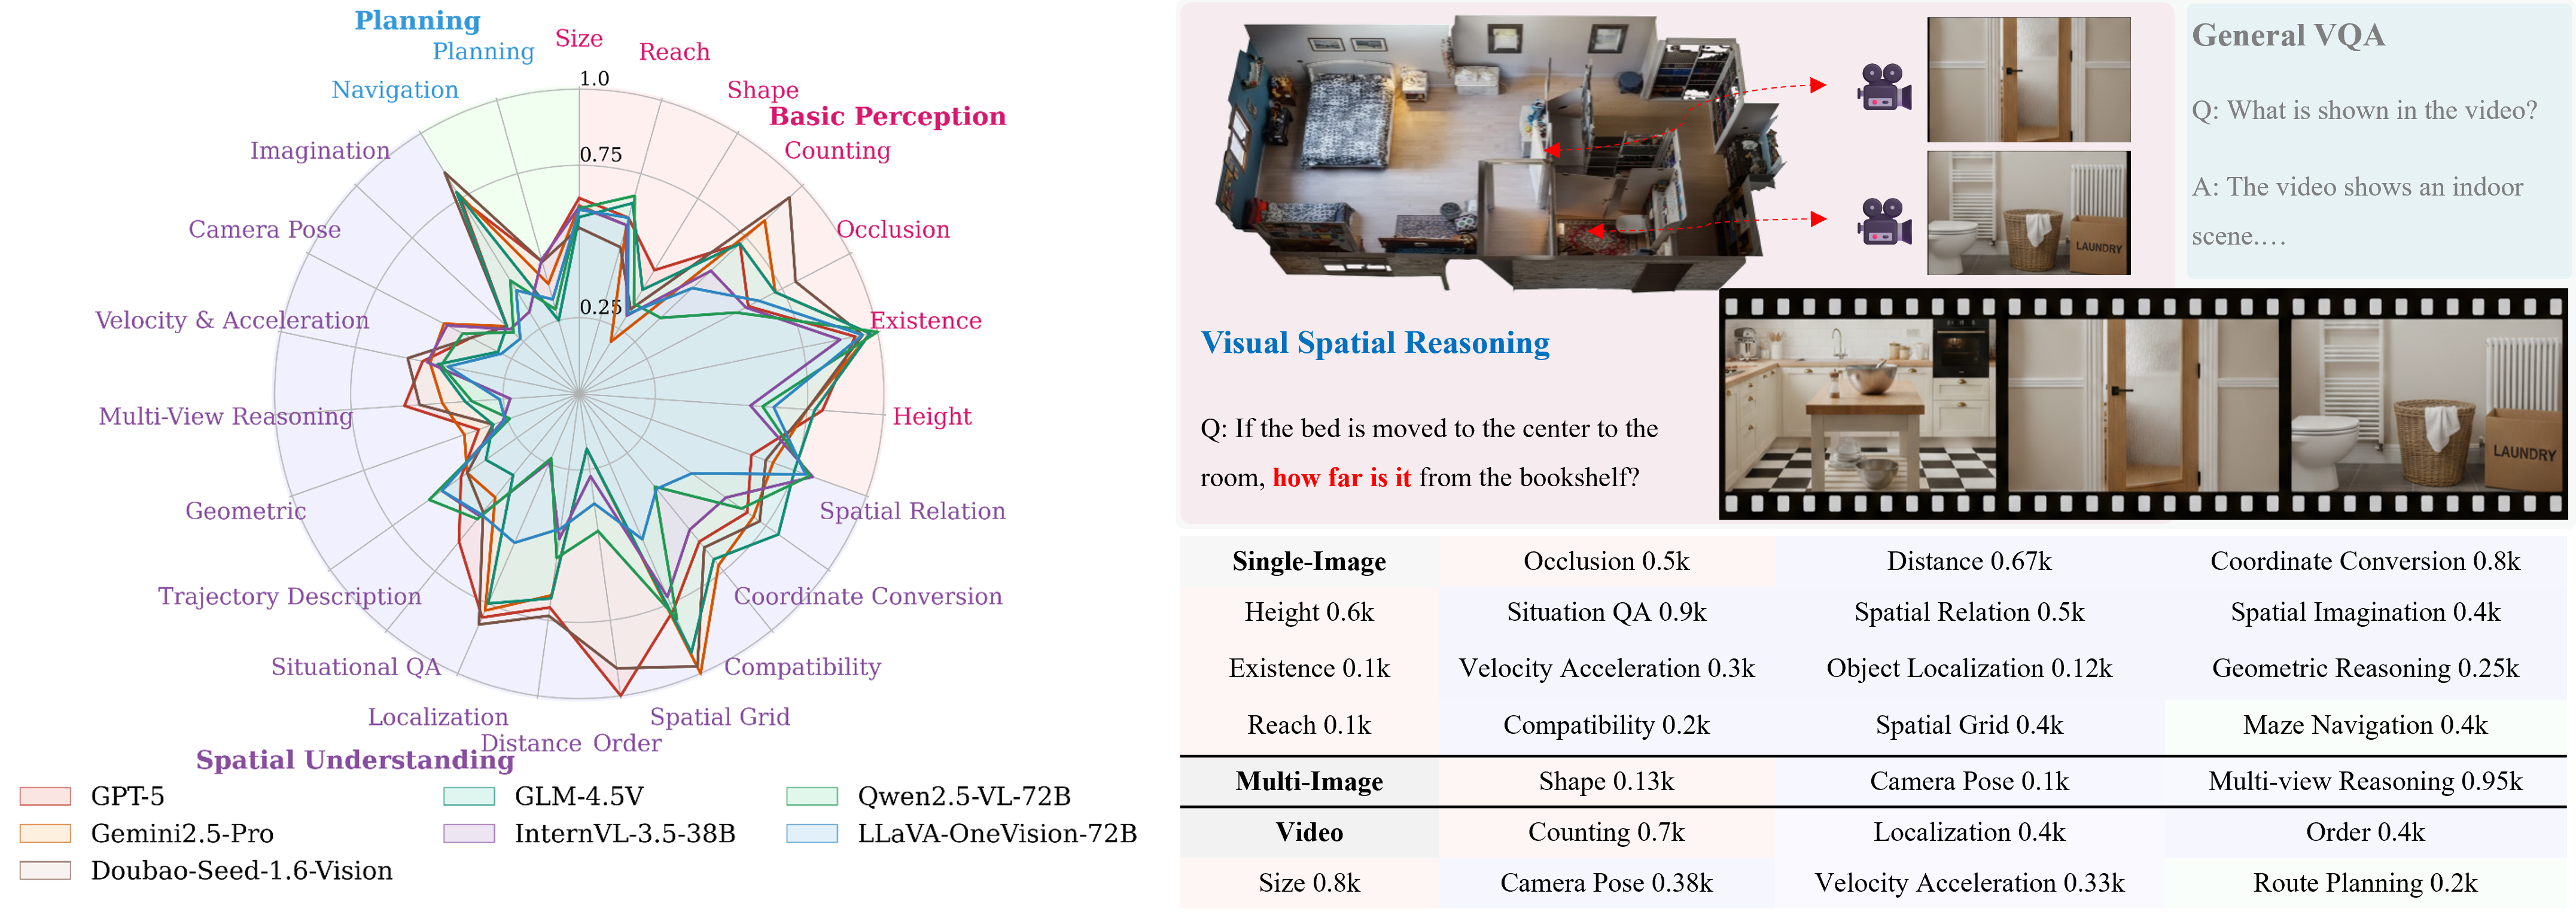 Planning
Planning
Size
Reach
Navigation
1.0
Shape
Basic Perception
Imagination
0.75
Counting
Camera Pose
Occlusion
Velocity & Acceleration
0.25
Existence
Multi-View Reasoning
Height
Geometric
Spatial Relation
Trajectory Description
Coordinate Conversion
Situational QA
Compatibility
Localization
Spatial Grid
Distance
Order
Spatial Understanding
GPT-5
GLM-4.5V
Qwen2.5-VL-72B
Gemini2.5-Pro
InternVL-3.5-38B
LLaVA-OneVision-72B
Doubao-Seed-1.6-Vision
LAUNDRY
General VQA
Q: What is shown in the video?
A: The video shows an indoor
scene.…
Visual Spatial Reasoning
Q: If the bed is moved to the center to the
room, how far is it from the bookshelf?
LAUNDRY
Single-Image Occlusion 0.5k Distance 0.67k Coordinate Conversion 0.8k
Height 0.6k Situation QA 0.9k Spatial Relation 0.5k Spatial Imagination 0.4k
Existence 0.1k Velocity Acceleration 0.3k Object Localization 0.12k Geometric Reasoning 0.25k
Reach 0.1k Compatibility 0.2k Spatial Grid 0.4k Maze Navigation 0.4k
Multi-Image Shape 0.13k Camera Pose 0.1k Multi-view Reasoning 0.95k
Video Counting 0.7k Localization 0.4k Order 0.4k
Size 0.8k Camera Pose 0.38k Velocity Acceleration 0.33k Route Planning 0.2k